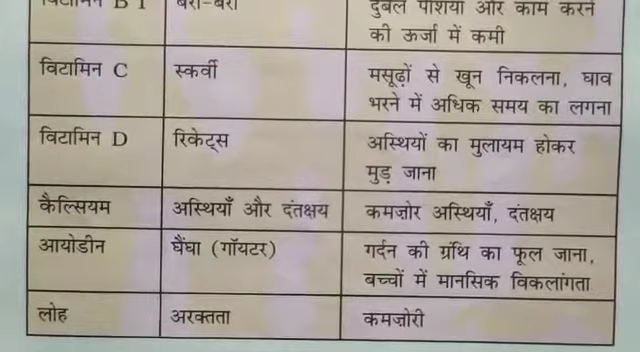 विटामिन B 1 बेरी-बेरी दुर्बल पेशियाँ और काम करने
की ऊर्जा में कमी
विटामिन C स्कर्वी मसूढ़ों से खून निकलना, घाव
भरने में अधिक समय का लगना
विटामिन D रिकेट्स अस्थियों का मुलायम होकर
मुड़ जाना
कैल्सियम अस्थियाँ और दंतक्षय कमज़ोर अस्थियाँ, दंतक्षय
आयोडीन घैंघा (गॉयटर) गर्दन की ग्रंथि का फूल जाना,
बच्चों में मानसिक विकलांगता
लोह अरक्तता कमज़ोरी